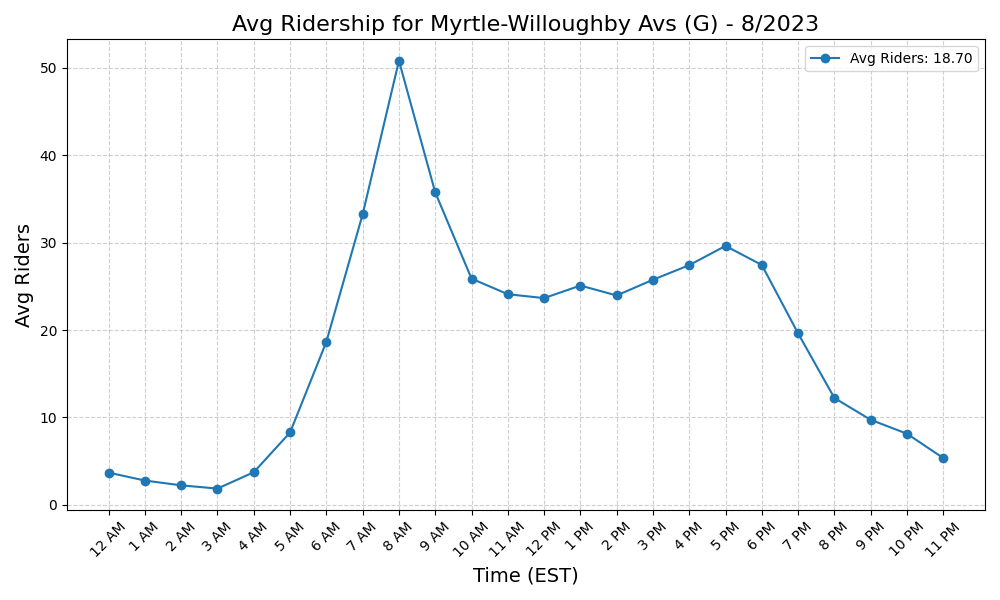 Avg Ridership for Myrtle-Willoughby Avs (G) - 8/2023
Avg Riders: 18.70
Avg Riders
50
40
30
20
10
0
12 AM
1 AM
2 AM
3 AM
4 AM
5 AM
6 AM
7 AM
8 AM
9 AM
10 AM
11 AM
12 PM
1 PM
2 PM
3 PM
4 PM
5 PM
6 PM
7 PM
8 PM
9 PM
10 PM
11 PM
Time (EST)